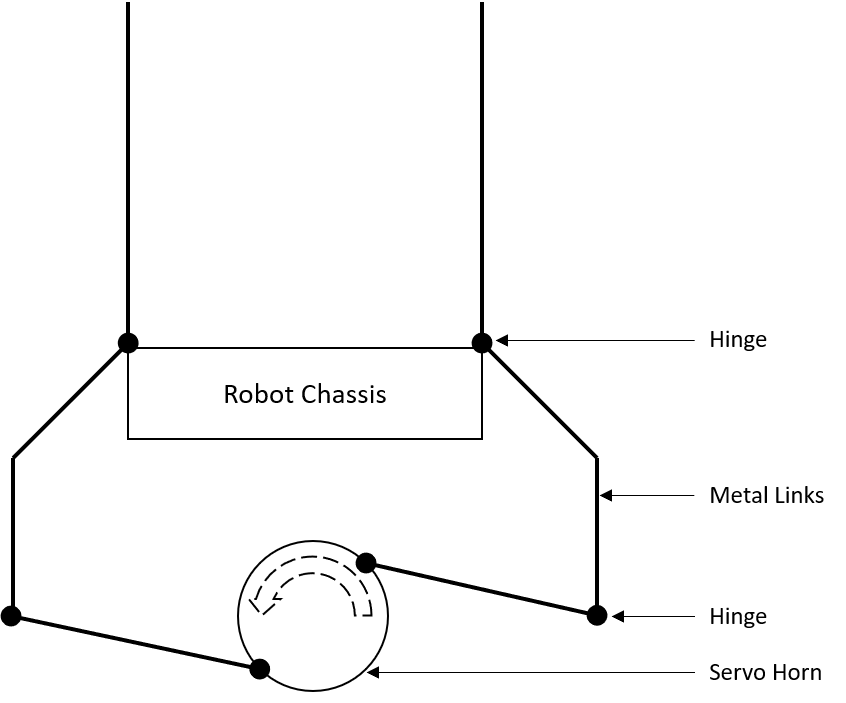 Hinge
Robot Chassis
Metal Links
Hinge
Servo Horn